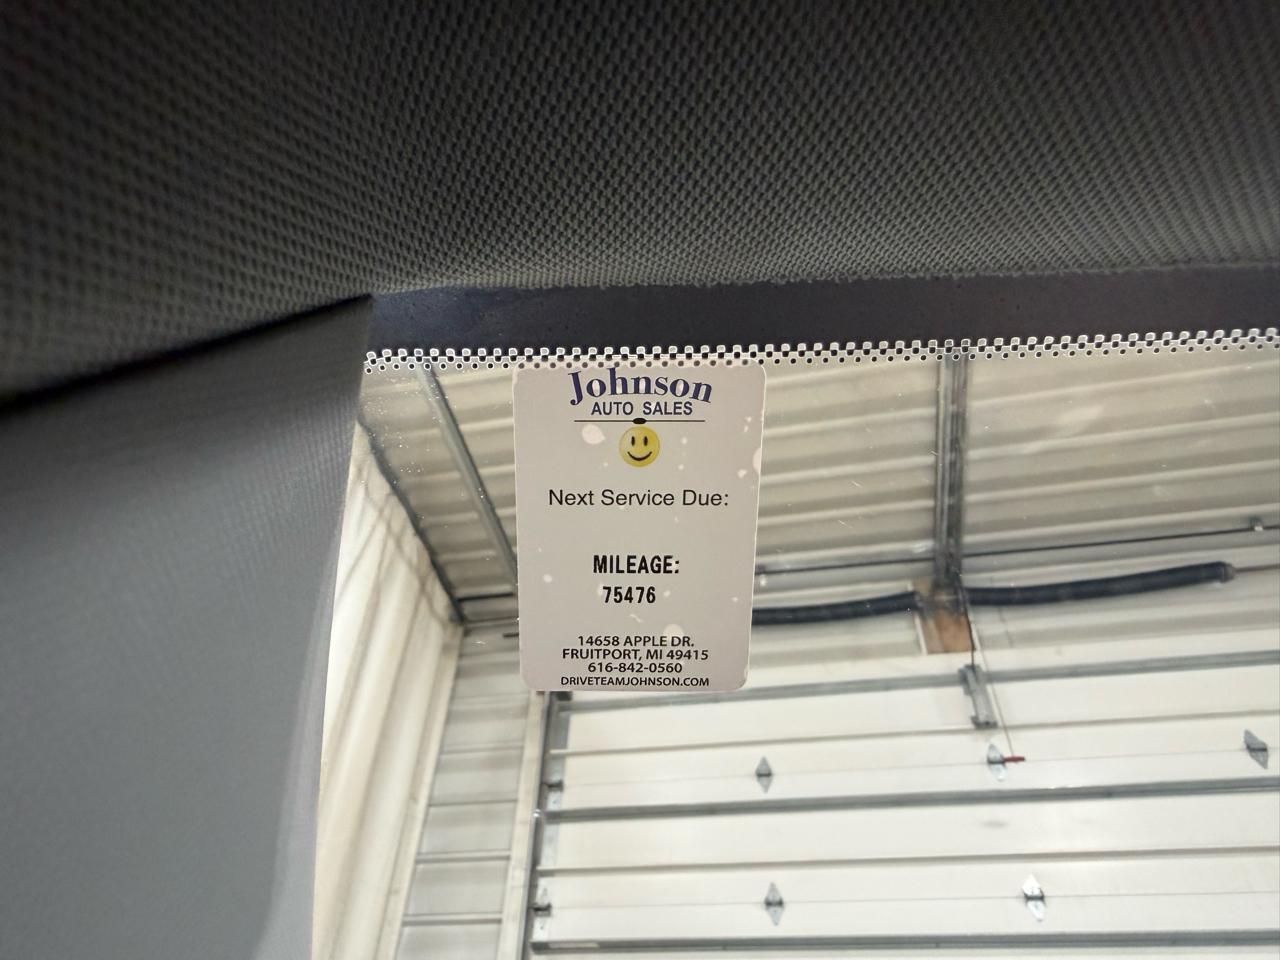 Johnson
AUTO SALES
Next Service Due:
MILEAGE:
75476
14658 APPLE DR.
FRUITPORT, MI 49415
616-842-0560
DRIVETEAMJOHNSON.COM